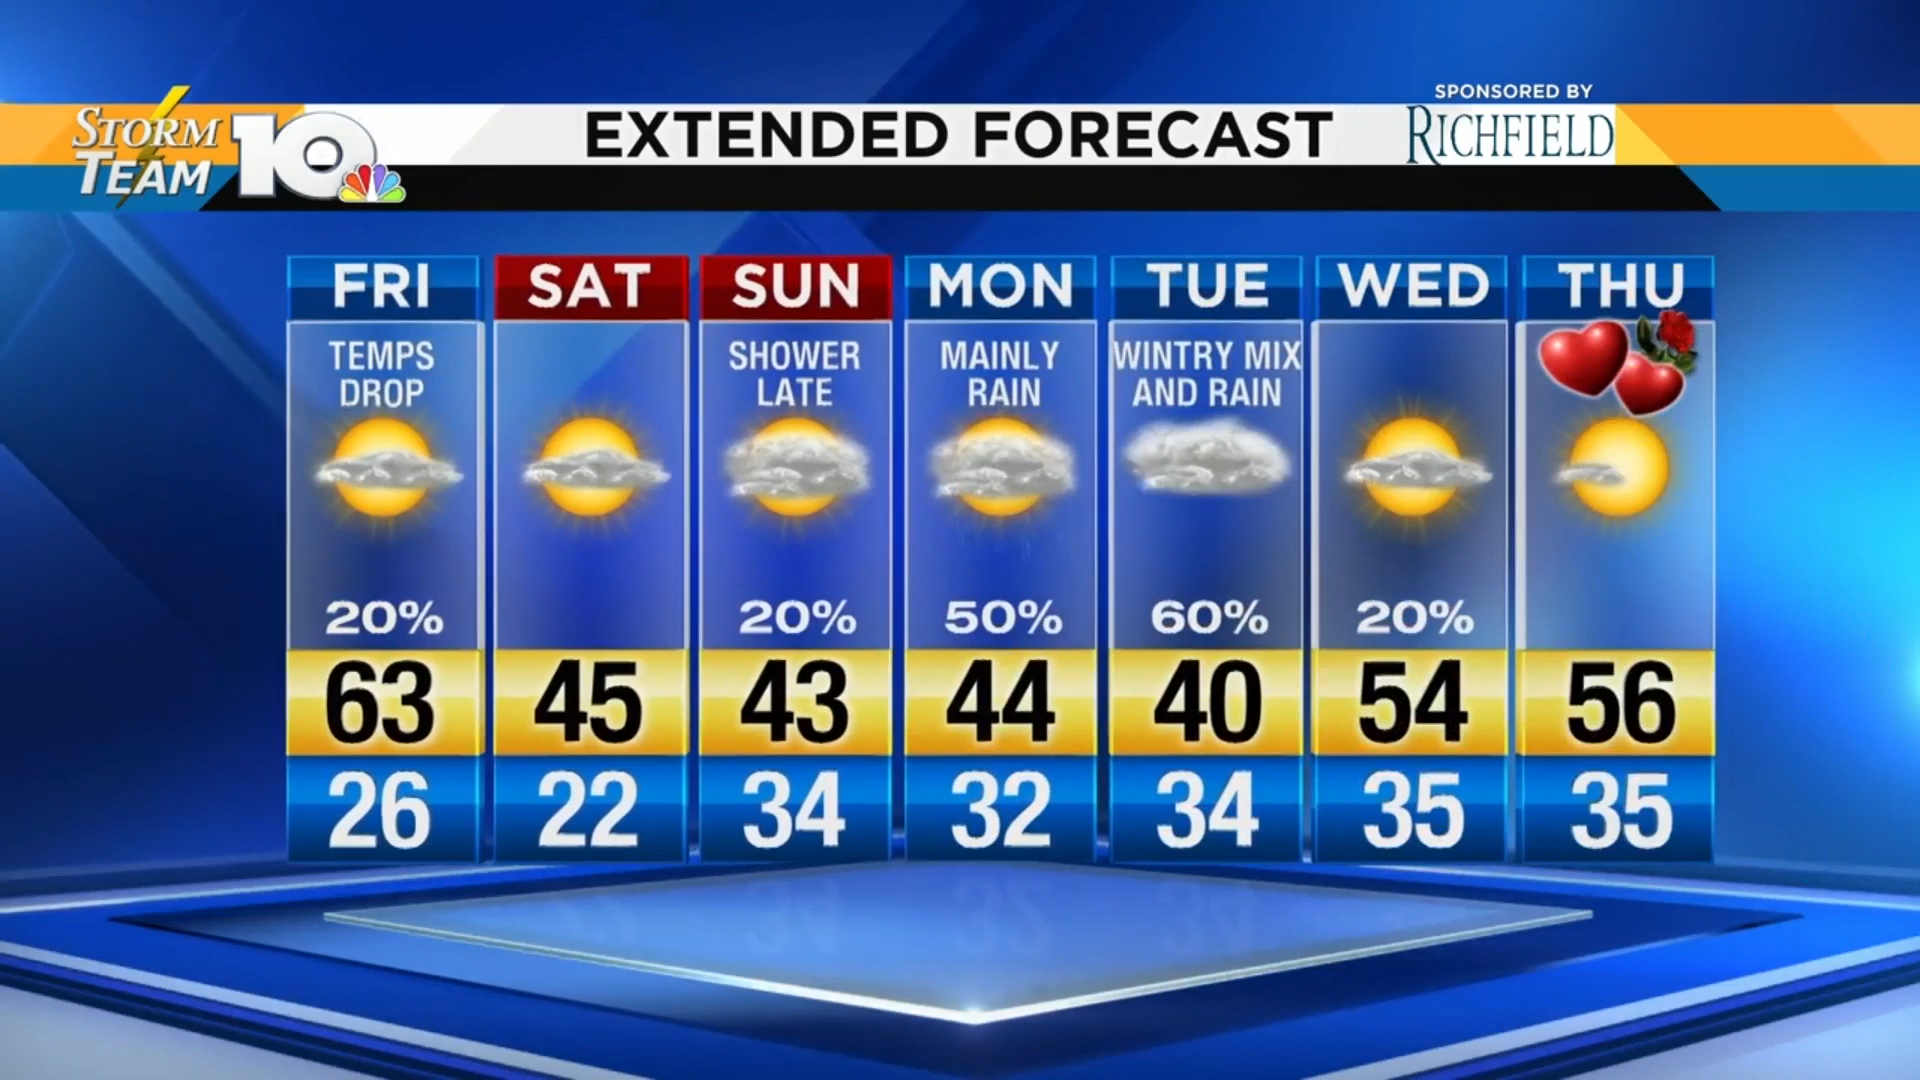 SPONSORED BY
STORM
TEAM
10
EXTENDED FORECAST
RICHFIELD
FRI
SAT
SUN
MON
TUE
WED
THU
TEMPS
DROP
SHOWER
LATE
MAINLY
RAIN
WINTRY MIX
AND RAIN
20%
20%
50%
60%
20%
63
45
43
44
40
54
56
26
22
34
32
34
35
35